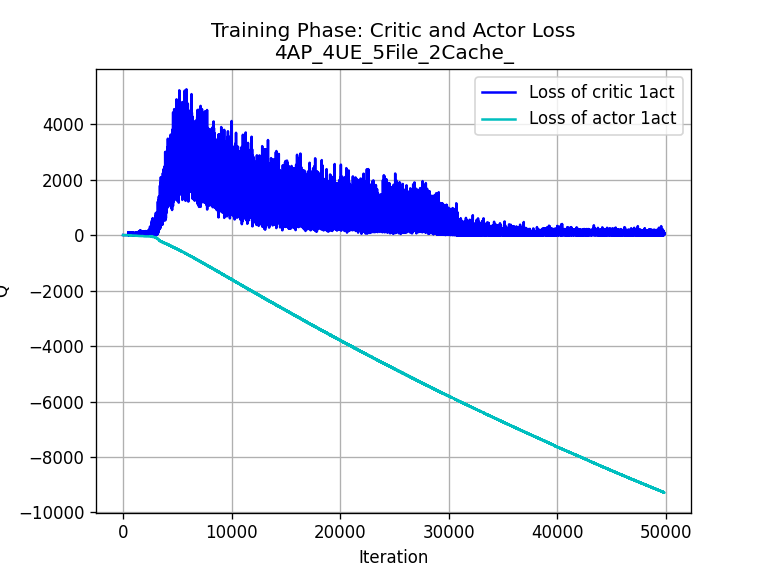 Training Phase: Critic and Actor Loss
4AP_4UE_5File_2Cache_
Loss of critic 1act
Loss of actor 1act
4000
2000
0
−2000
−4000
−6000
−8000
−10000
0
10000
20000
30000
40000
50000
Iteration